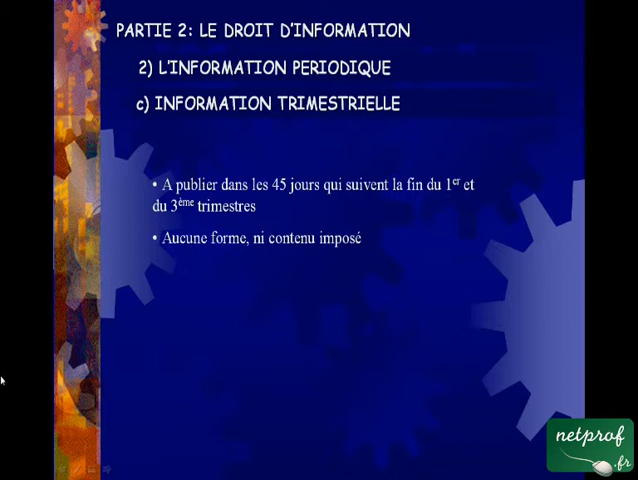 PARTIE 2: LE DROIT D'INFORMATION
2) L'INFORMATION PERIODIQUE
c) INFORMATION TRIMESTRIELLE
• A publier dans les 45 jours qui suivent la fin du 1er et
du 3ème trimestres
• Aucune forme, ni contenu imposé
netprof
.fr